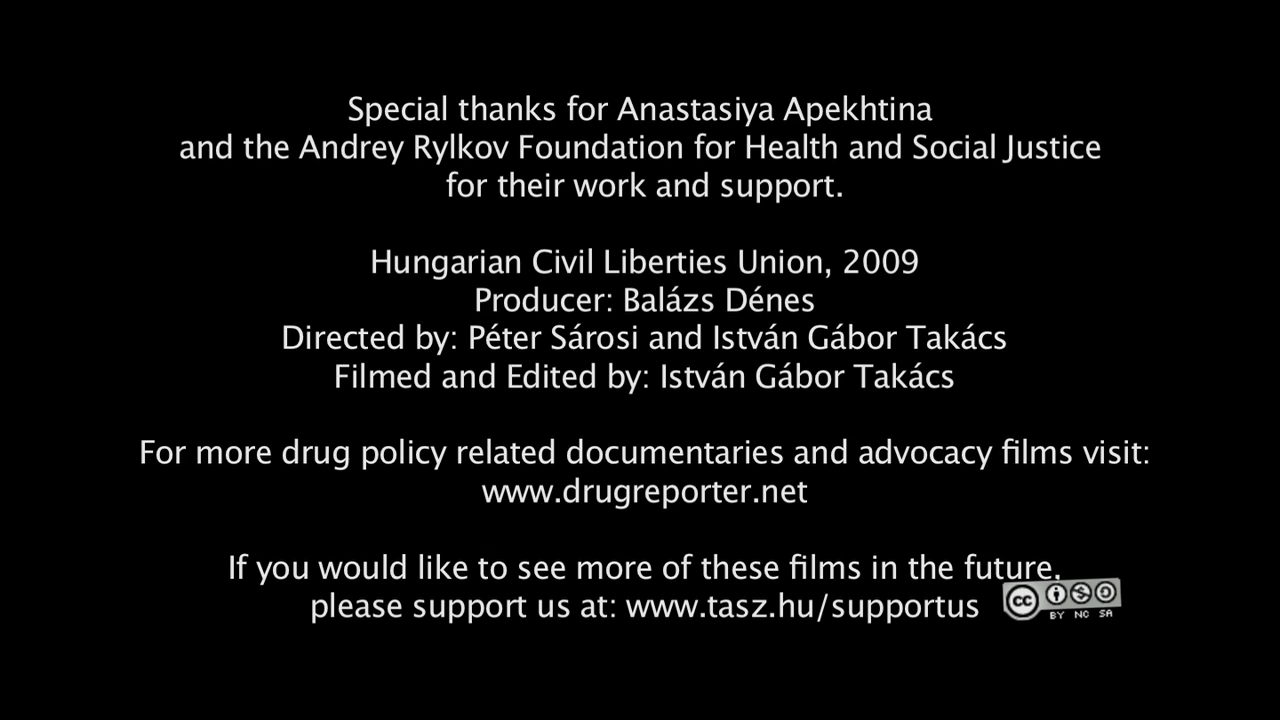 Special thanks for Anastasiya Apekhtina
and the Andrey Rylkov Foundation for Health and Social Justice
for their work and support.
Hungarian Civil Liberties Union, 2009
Producer: Balázs Dénes
Directed by: Péter Sárosi and István Gábor Takács
Filmed and Edited by: István Gábor Takács
For more drug policy related documentaries and advocacy films visit:
www.drugreporter.net
If you would like to see more of these films in the future,
please support us at: www.tasz.hu/supportus
cc BY NC SA